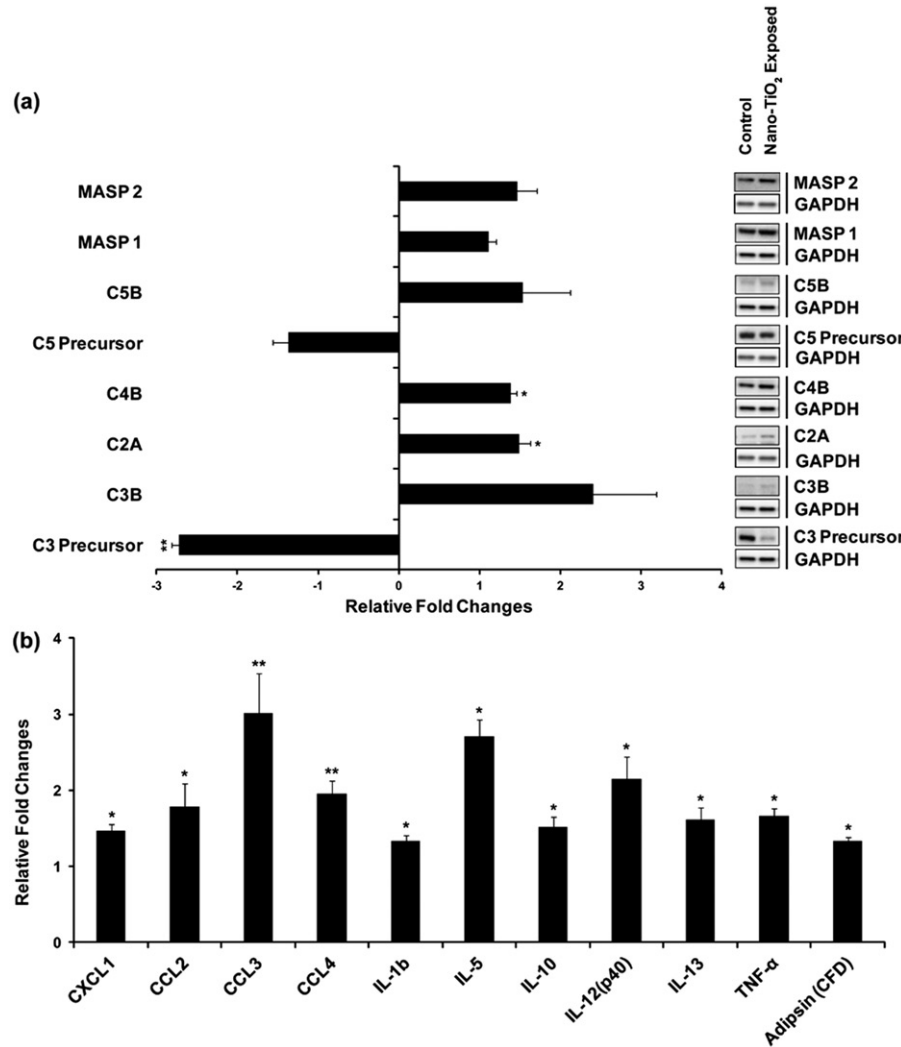 (a)
Control
Nano-TiO2 Exposed
MASP 2
MASP 1
C5B
C5 Precursor
C4B
C2A
C3B
C3 Precursor
*
*
**
-3 -2 -1 0 1 2 3 4
Relative Fold Changes
MASP 2
GAPDH
MASP 1
GAPDH
C5B
GAPDH
C5 Precursor
GAPDH
C4B
GAPDH
C2A
GAPDH
C3B
GAPDH
C3 Precursor
GAPDH
(b)
Relative Fold Changes
4
3
2
1
0
* * ** ** * * * * * * *
CXCL1 CCL2 CCL3 CCL4 IL-1b IL-5 IL-10 IL-12(p40) IL-13 TNF-α Adipsin (CFD)